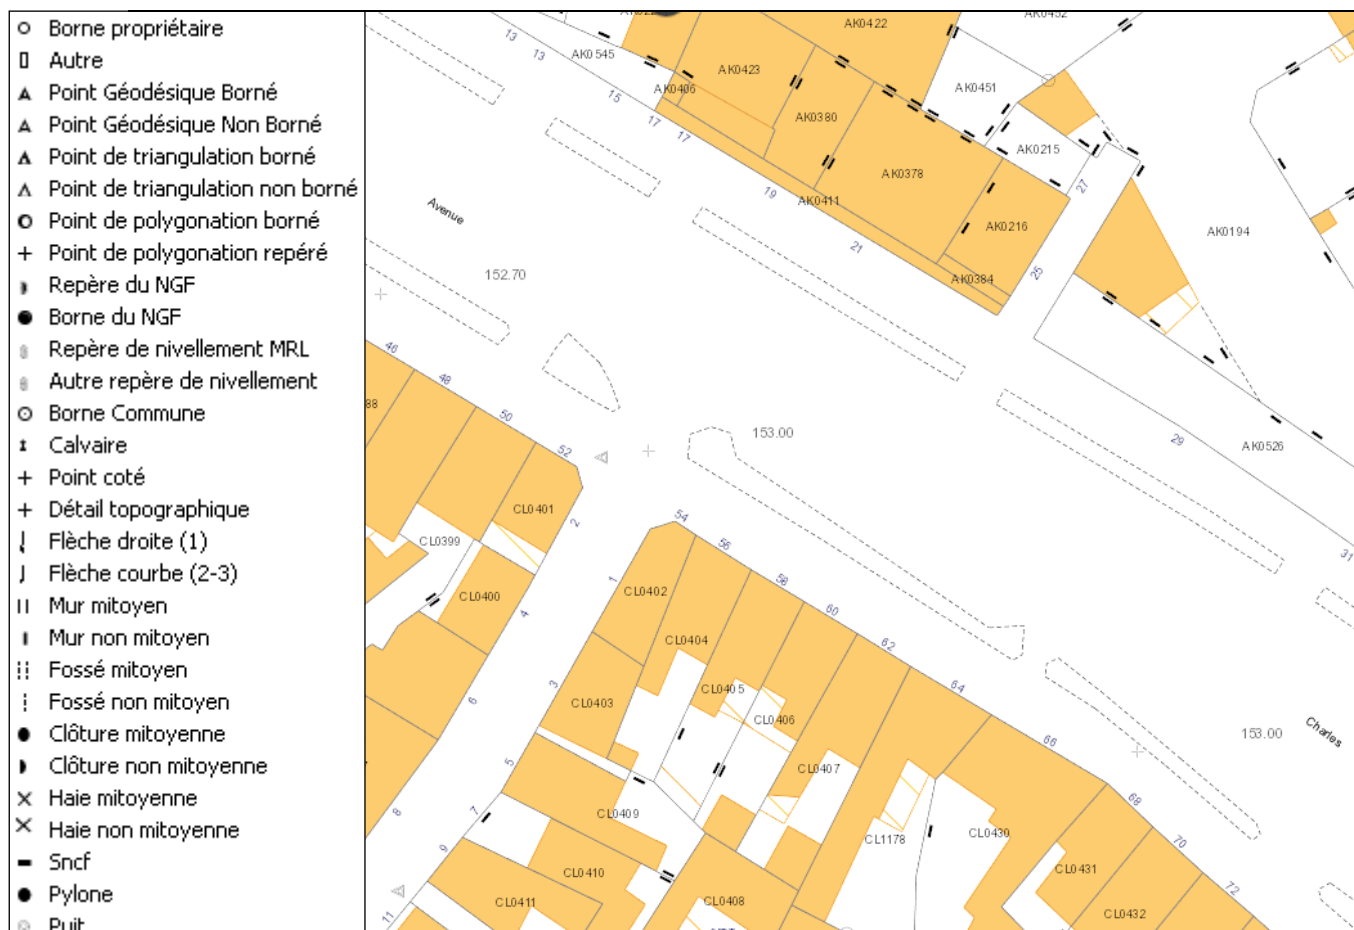 Borne propriétaire
Autre
Point Géodésique Borné
Point Géodésique Non Borné
Point de triangulation borné
Point de triangulation non borné
Point de polygonation borné
Point de polygonation repéré
Repère du NGF
Borne du NGF
Repère de nivellement MRL
Autre repère de nivellement
Borne Commune
Calvaire
Point coté
Détail topographique
Flèche droite (1)
Flèche courbe (2-3)
Mur mitoyen
Mur non mitoyen
Fossé mitoyen
Fossé non mitoyen
Clôture mitoyenne
Clôture non mitoyenne
Haie mitoyenne
Haie non mitoyenne
Sncf
Pylone
Puit
AK0422
AK0452
13
13
AK0545
AK0423
AK0406
AK0451
15
17
17
AK0380
AK0215
AK0378
27
19
AK0411
21
AK0216
AK0194
AK0384
25
Avenue
152.70
46
48
50
52
88
153.00
29
AK0526
31
CL0401
2
54
56
58
60
62
64
66
68
70
72
CL0399
CL0400
4
6
8
1
3
5
7
9
11
CL0402
CL0404
CL0403
CL0405
CL0406
CL0407
CL0409
CL1178
CL0430
CL0410
CL0411
CL0408
CL0431
CL0432
153.00
Charles